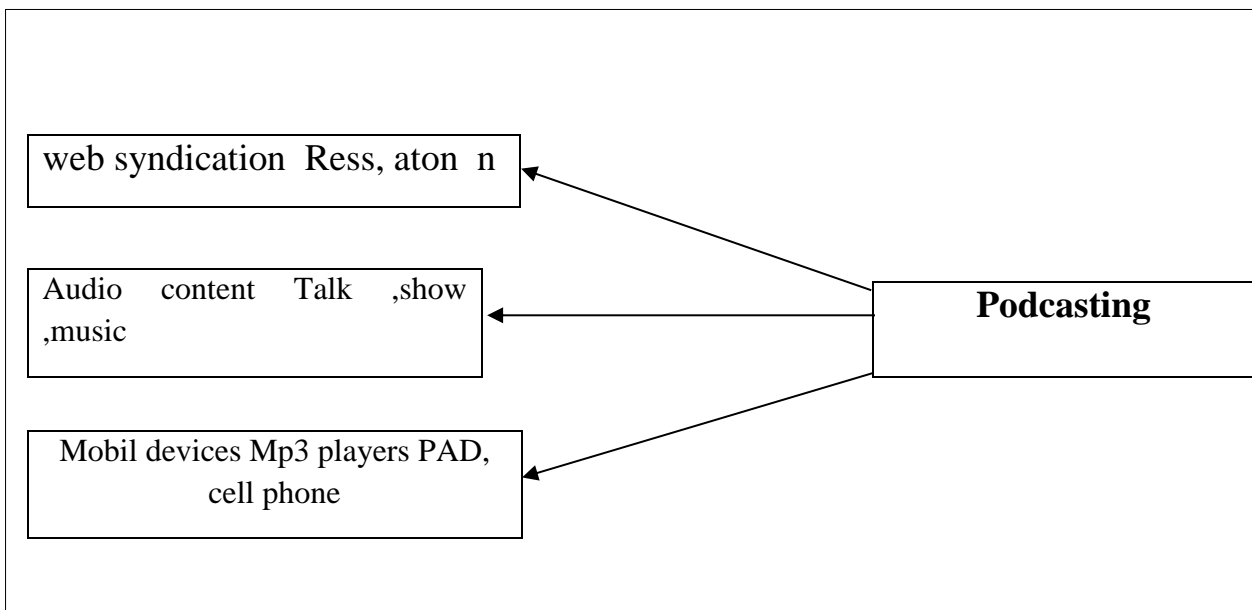 web syndication Ress, aton n
Audio content Talk ,show
,music
Podcasting
Mobil devices Mp3 players PAD,
cell phone